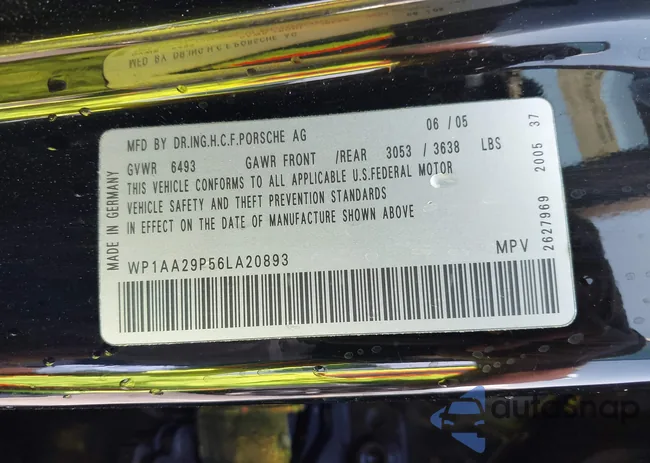 MFD BY DR.ING.H.C.F.PORSCHE AG
06 / 05
GVWR 6493 GAWR FRONT /REAR 3053 / 3638 LBS
THIS VEHICLE CONFORMS TO ALL APPLICABLE U.S.FEDERAL MOTOR
VEHICLE SAFETY AND THEFT PREVENTION STANDARDS
IN EFFECT ON THE DATE OF MANUFACTURE SHOWN ABOVE
WP1AA29P56LA20893
MPV
MADE IN GERMANY
2627969 2005 37
autosnap